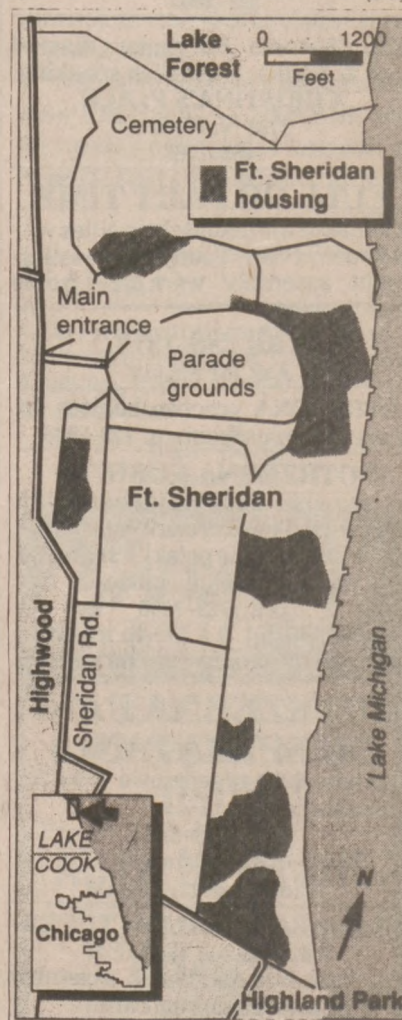 Lake
Forest
0 1200
Feet
Cemetery
Ft. Sheridan
housing
Main
entrance
Parade
grounds
Ft. Sheridan
Highwood
Sheridan Rd.
Lake Michigan
LAKE
COOK
Chicago
N
Highland Park